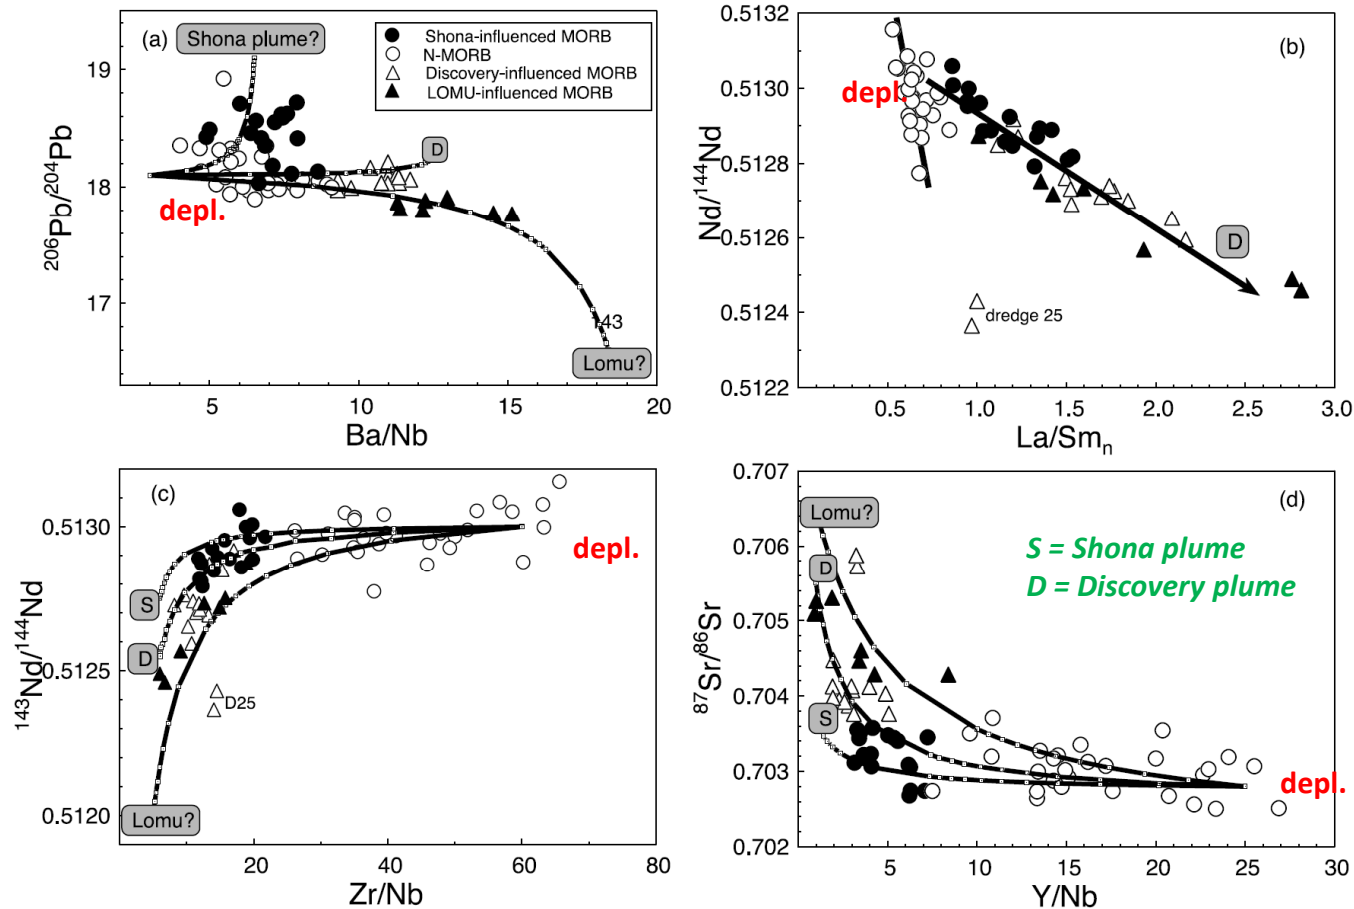 (a)
Shona plume?
Shona-influenced MORB
N-MORB
Discovery-influenced MORB
LOMU-influenced MORB
19
18
17
206Pb/204Pb
D
depl.
143
Lomu?
5
10
15
20
Ba/Nb
(b)
0.5132
0.5130
0.5128
0.5126
0.5124
0.5122
Nd/144Nd
depl.
D
dredge 25
0.5
1.0
1.5
2.0
2.5
3.0
La/Smn
(c)
0.5130
0.5125
0.5120
143Nd/144Nd
depl.
S
D
D25
Lomu?
20
40
60
80
Zr/Nb
(d)
0.707
0.706
0.705
0.704
0.703
0.702
87Sr/86Sr
Lomu?
D
S
S = Shona plume
D = Discovery plume
depl.
0
5
10
15
20
25
30
Y/Nb